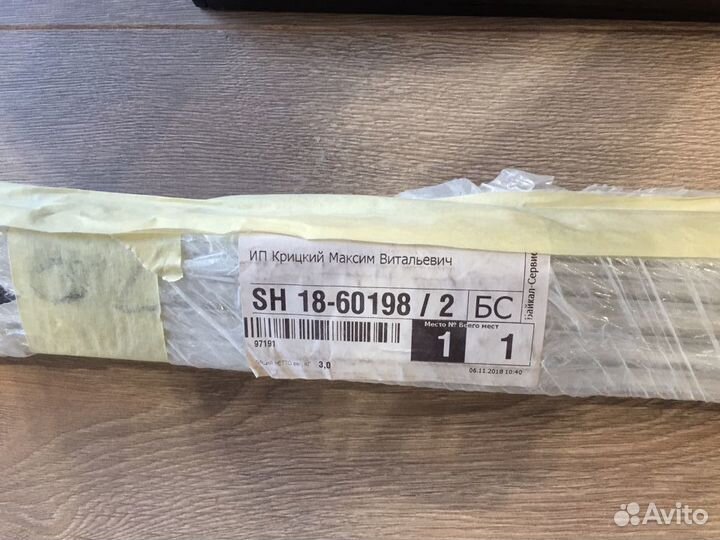 ИП Крицкий Максим Витальевич
SH 18-60198 / 2 БС
Байкал-Сервис
Место № Всего мест
1 1
97191
НЕТТО 3,0
06.11.2018 10:40
Avito